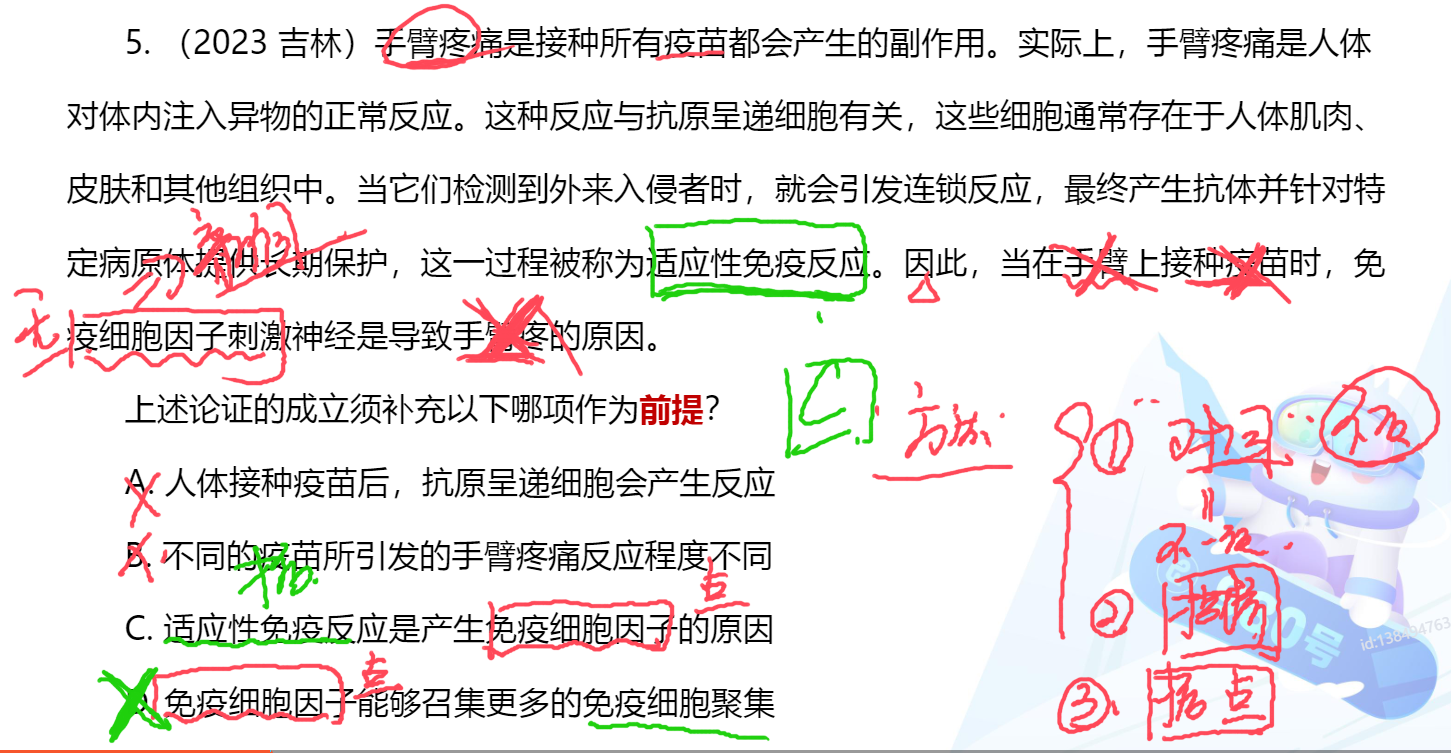 5. （2023 吉林）手臂疼痛是接种所有疫苗都会产生的副作用。实际上，手臂疼痛是人体
对体内注入异物的正常反应。这种反应与抗原呈递细胞有关，这些细胞通常存在于人体肌肉、
皮肤和其他组织中。当它们检测到外来入侵者时，就会引发连锁反应，最终产生抗体并针对特
定病原体提供长期保护，这一过程被称为适应性免疫反应。因此，当在手臂上接种疫苗时，免
疫细胞因子刺激神经是导致手臂疼的原因。
上述论证的成立须补充以下哪项作为前提？
C
方法
① 不否
A. 人体接种疫苗后，抗原呈递细胞会产生反应
不一定
B. 不同的疫苗所引发的手臂疼痛反应程度不同
点
② 搭桥
C. 适应性免疫反应是产生免疫细胞因子的原因
点
D. 免疫细胞因子能够召集更多的免疫细胞聚集
③ 据点